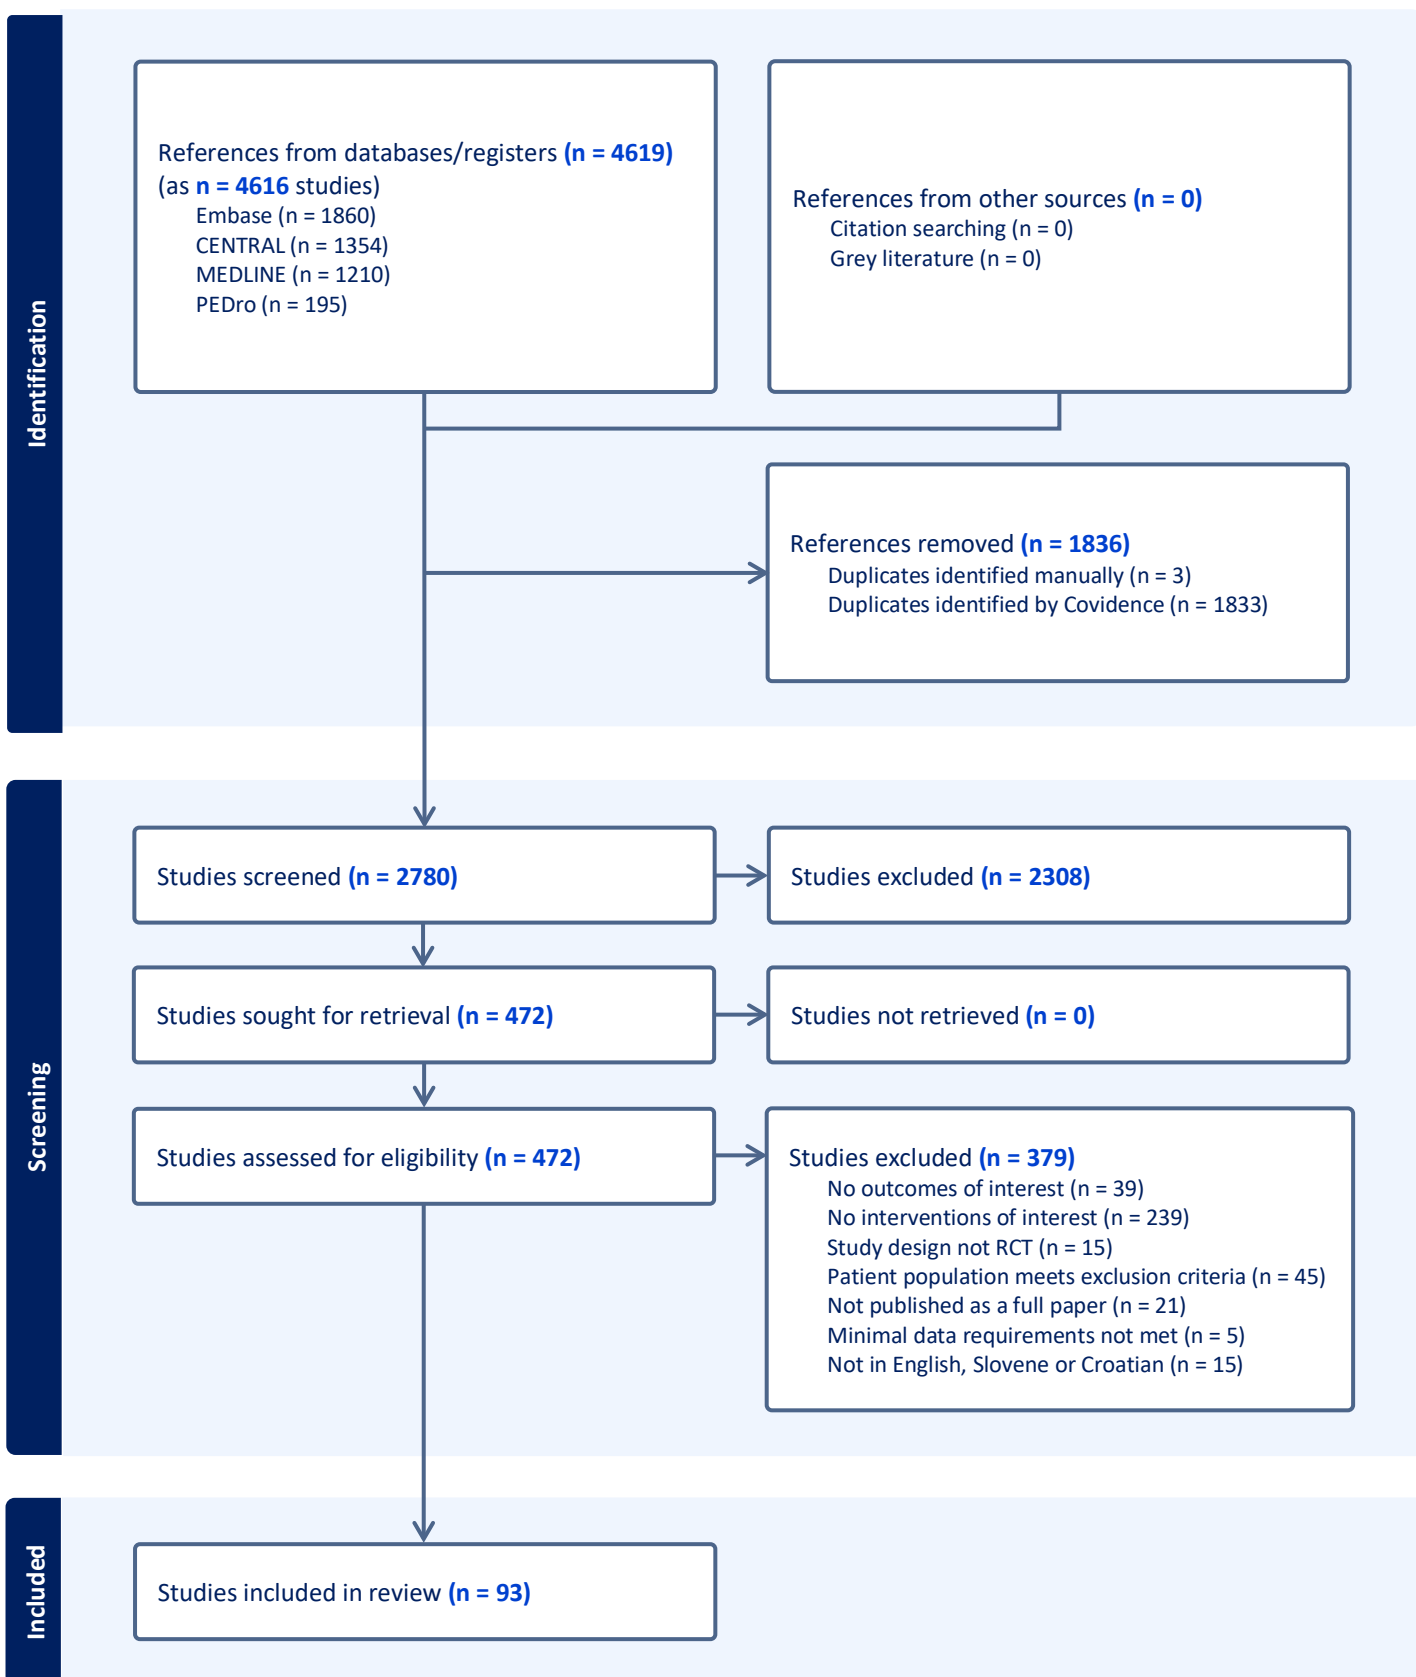 Identification
References from databases/registers (n = 4619)
(as n = 4616 studies)
Embase (n = 1860)
CENTRAL (n = 1354)
MEDLINE (n = 1210)
PEDro (n = 195)
References from other sources (n = 0)
Citation searching (n = 0)
Grey literature (n = 0)
References removed (n = 1836)
Duplicates identified manually (n = 3)
Duplicates identified by Covidence (n = 1833)
Screening
Studies screened (n = 2780)
Studies excluded (n = 2308)
Studies sought for retrieval (n = 472)
Studies not retrieved (n = 0)
Studies assessed for eligibility (n = 472)
Studies excluded (n = 379)
No outcomes of interest (n = 39)
No interventions of interest (n = 239)
Study design not RCT (n = 15)
Patient population meets exclusion criteria (n = 45)
Not published as a full paper (n = 21)
Minimal data requirements not met (n = 5)
Not in English, Slovene or Croatian (n = 15)
Included
Studies included in review (n = 93)